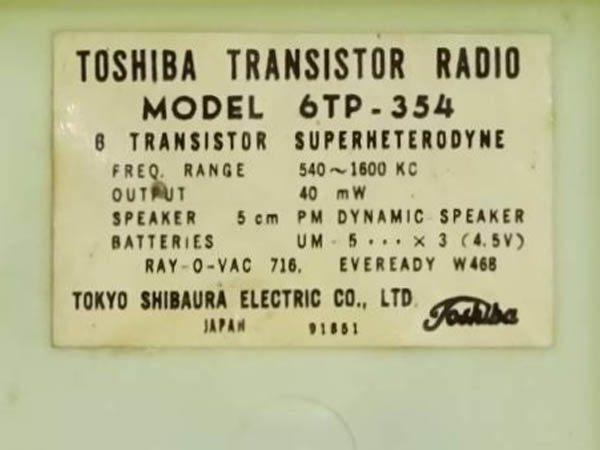 TOSHIBA TRANSISTOR RADIO
MODEL 6TP-354
6 TRANSISTOR SUPERHETERODYNE
FREQ. RANGE 540~1600 KC
OUTPUT 40 mW
SPEAKER 5 cm PM DYNAMIC SPEAKER
BATTERIES UM-5 ··· × 3 (4.5V)
RAY-O-VAC 716, EVEREADY W468
TOKYO SHIBAURA ELECTRIC CO., LTD.
JAPAN
Toshiba